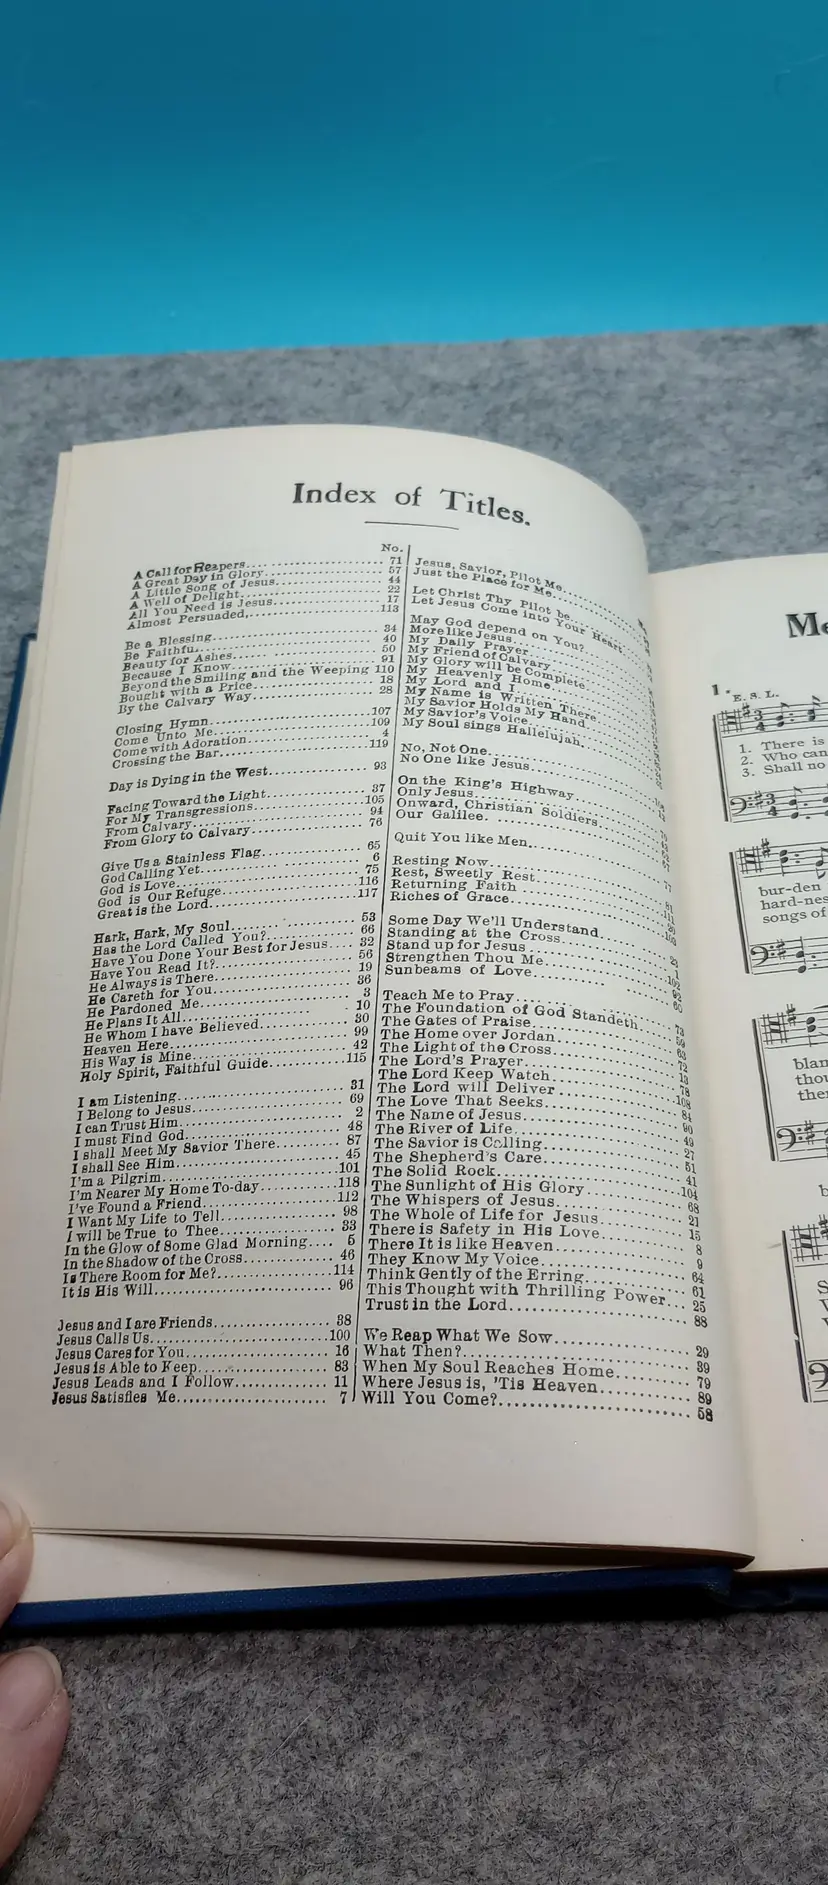 Index of Titles.
No.
A Call for Reapers 71
A Great Day in Glory 57
A Little Song of Jesus 44
A Well of Delight 22
All You Need is Jesus 17
Almost Persuaded, 113
Be a Blessing 34
Be Faithful 40
Beauty for Ashes 50
Because I Know 91
Beyond the Smiling and the Weeping 110
Bought with a Price 18
By the Calvary Way 28
Closing Hymn 107
Come Unto Me 109
Come with Adoration 4
Crossing the Bar 119
Day is Dying in the West 93
Facing Toward the Light 37
For My Transgressions 105
From Calvary 94
From Glory to Calvary 76
Give Us a Stainless Flag 65
God Calling Yet 6
God is Love 75
God is Our Refuge 116
Great is the Lord 117
Hark, Hark, My Soul 53
Has the Lord Called You? 66
Have You Done Your Best for Jesus 32
Have You Read It? 56
He Always is There 19
He Careth for You 36
He Pardoned Me 3
He Plans It All 10
He Whom I have Believed 30
Heaven Here 99
His Way is Mine 42
Holy Spirit, Faithful Guide 115
I am Listening 31
I Belong to Jesus 69
I can Trust Him 2
I must Find God 48
I shall Meet My Savior There 87
I shall See Him 45
I'm a Pilgrim 101
I'm Nearer My Home To-day 118
I've Found a Friend 112
I Want My Life to Tell 98
I will be True to Thee 33
In the Glow of Some Glad Morning 5
In the Shadow of the Cross 46
Is There Room for Me? 114
It is His Will 96
Jesus and I are Friends 38
Jesus Calls Us 100
Jesus Cares for You 16
Jesus is Able to Keep 83
Jesus Leads and I Follow 11
Jesus Satisfies Me 7
Jesus, Savior, Pilot Me
Just the Place for Me
Let Christ Thy Pilot be
Let Jesus Come into Your Heart
May God depend on You?
More like Jesus
My Daily Prayer
My Friend of Calvary
My Glory will be Complete
My Heavenly Home
My Lord and I
My Name is Written There
My Savior Holds My Hand
My Savior's Voice
My Soul sings Hallelujah
No, Not One
No One like Jesus
On the King's Highway
Only Jesus
Onward, Christian Soldiers
Our Galilee
Quit You like Men
Resting Now
Rest, Sweetly Rest
Returning Faith
Riches of Grace
Some Day We'll Understand
Standing at the Cross
Stand up for Jesus
Strengthen Thou Me
Sunbeams of Love
Teach Me to Pray 73
The Foundation of God Standeth 59
The Gates of Praise 63
The Home over Jordan 72
The Light of the Cross 13
The Lord's Prayer 78
The Lord Keep Watch 108
The Lord will Deliver 84
The Love That Seeks 90
The Name of Jesus 49
The River of Life 27
The Savior is Calling 51
The Shepherd's Care 41
The Solid Rock 104
The Sunlight of His Glory 68
The Whispers of Jesus 21
The Whole of Life for Jesus 15
There is Safety in His Love 8
There It is like Heaven 9
They Know My Voice 64
Think Gently of the Erring 61
This Thought with Thrilling Power 25
Trust in the Lord 88
We Reap What We Sow 29
What Then? 39
When My Soul Reaches Home 79
Where Jesus is, 'Tis Heaven 89
Will You Come? 58
1.
E. S. L.
1. There is
2. Who can
3. Shall no
bur-den
hard-nes
songs of